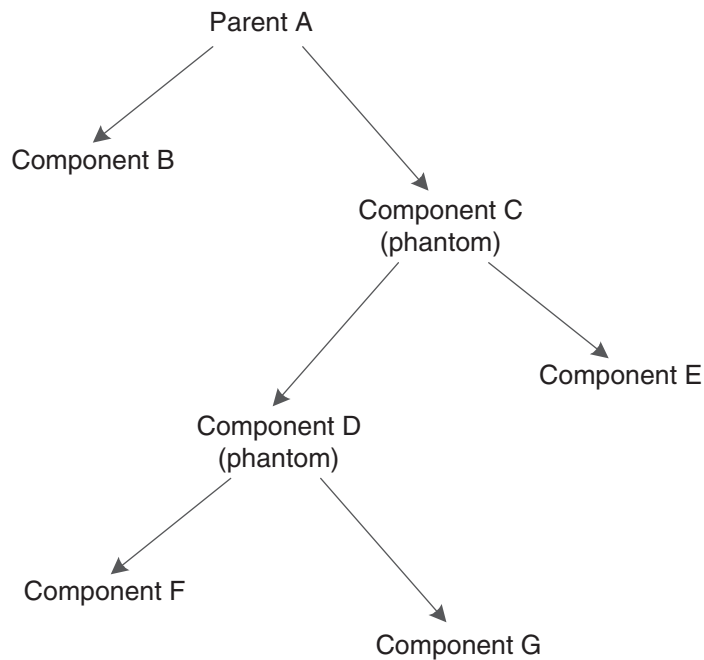 Parent A
Component B
Component C
(phantom)
Component E
Component D
(phantom)
Component F
Component G